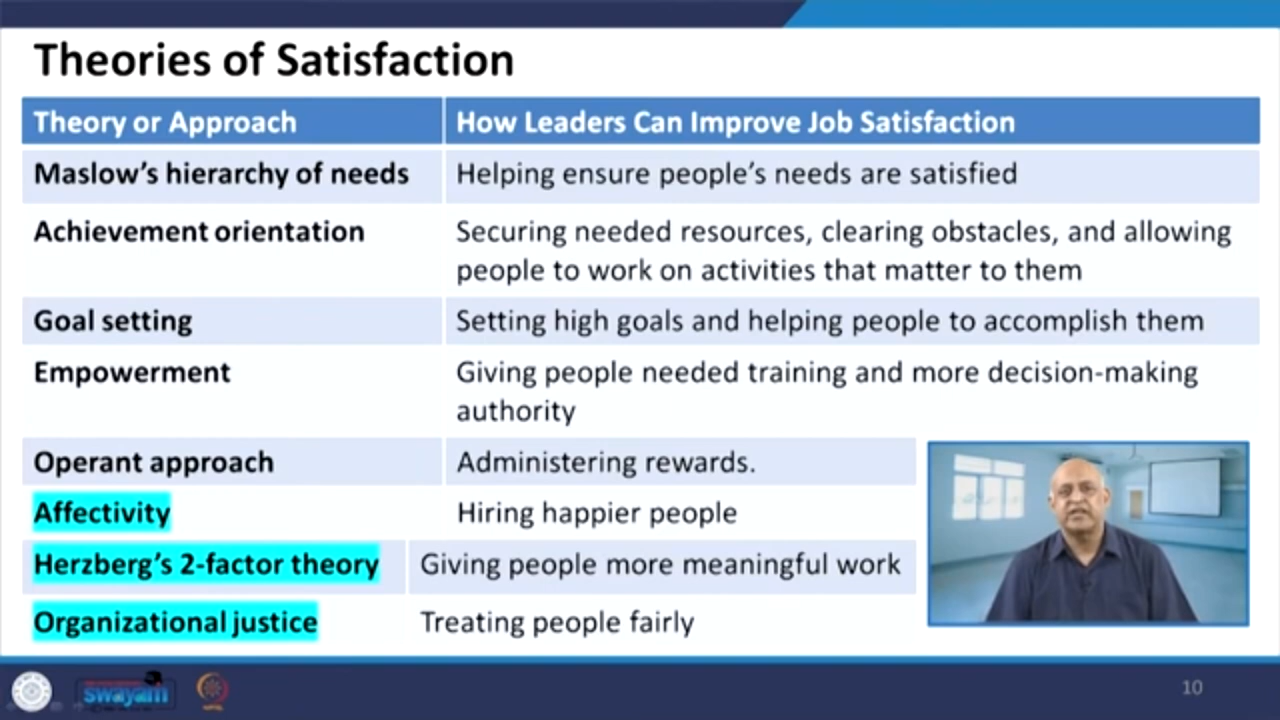 Theories of Satisfaction
Theory or Approach
How Leaders Can Improve Job Satisfaction
Maslow's hierarchy of needs
Helping ensure people's needs are satisfied
Achievement orientation
Securing needed resources, clearing obstacles, and allowing
people to work on activities that matter to them
Goal setting
Setting high goals and helping people to accomplish them
Empowerment
Giving people needed training and more decision-making
authority
Operant approach
Administering rewards.
Affectivity
Hiring happier people
Herzberg's 2-factor theory
Giving people more meaningful work
Organizational justice
Treating people fairly
swayam
10